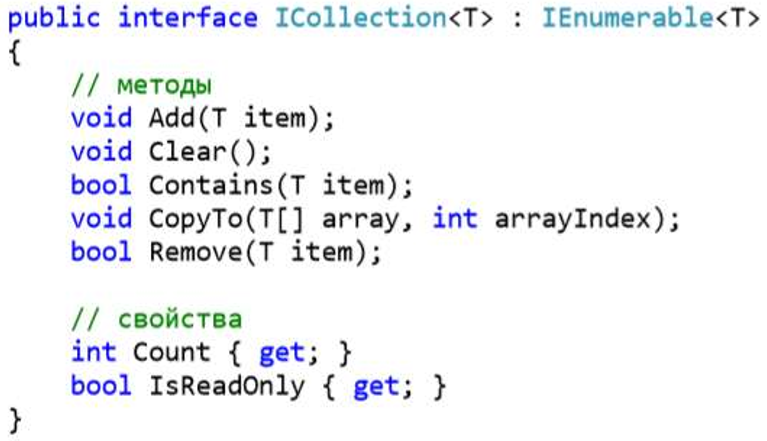 public interface ICollection<T> : IEnumerable<T>
{
    // методы
    void Add(T item);
    void Clear();
    bool Contains(T item);
    void CopyTo(T[] array, int arrayIndex);
    bool Remove(T item);

    // свойства
    int Count { get; }
    bool IsReadOnly { get; }
}